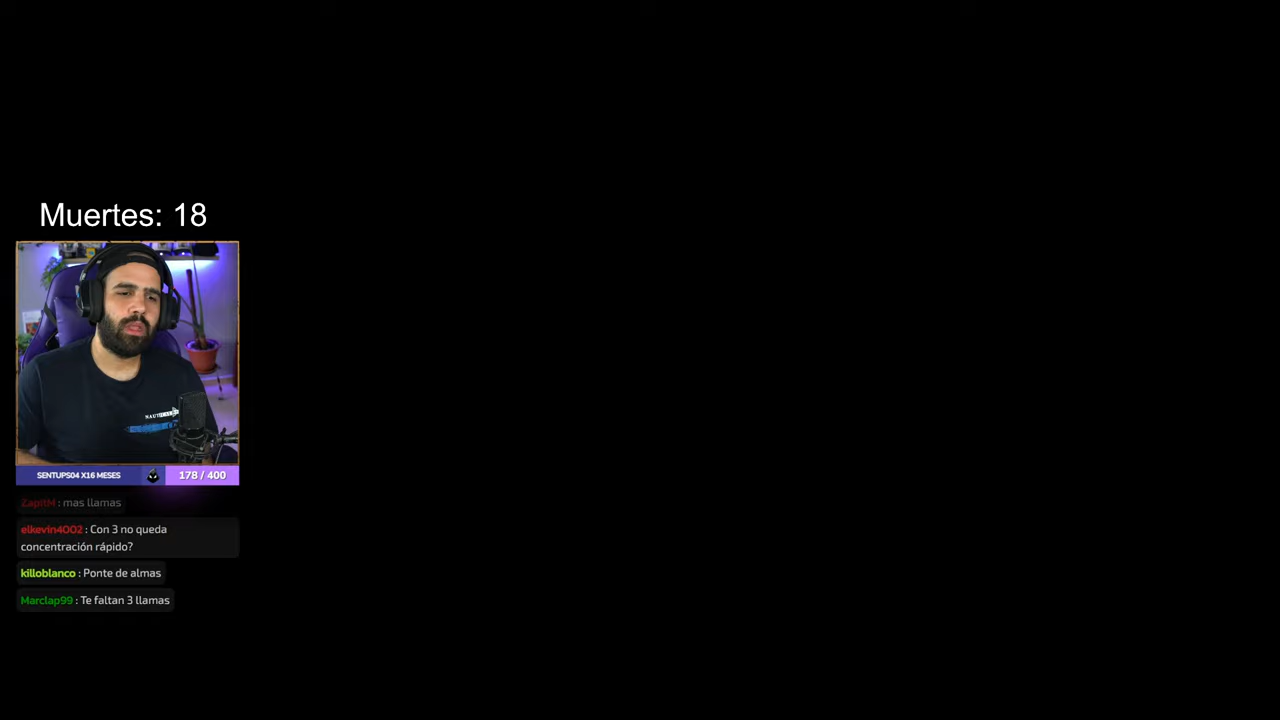 Muertes: 18
SENTUPS04 X16 MESES
178 / 400
ZapitM : mas llamas
elkevin4002 : Con 3 no queda
concentración rápido?
killoblanco : Ponte de almas
Marclap99 : Te faltan 3 llamas